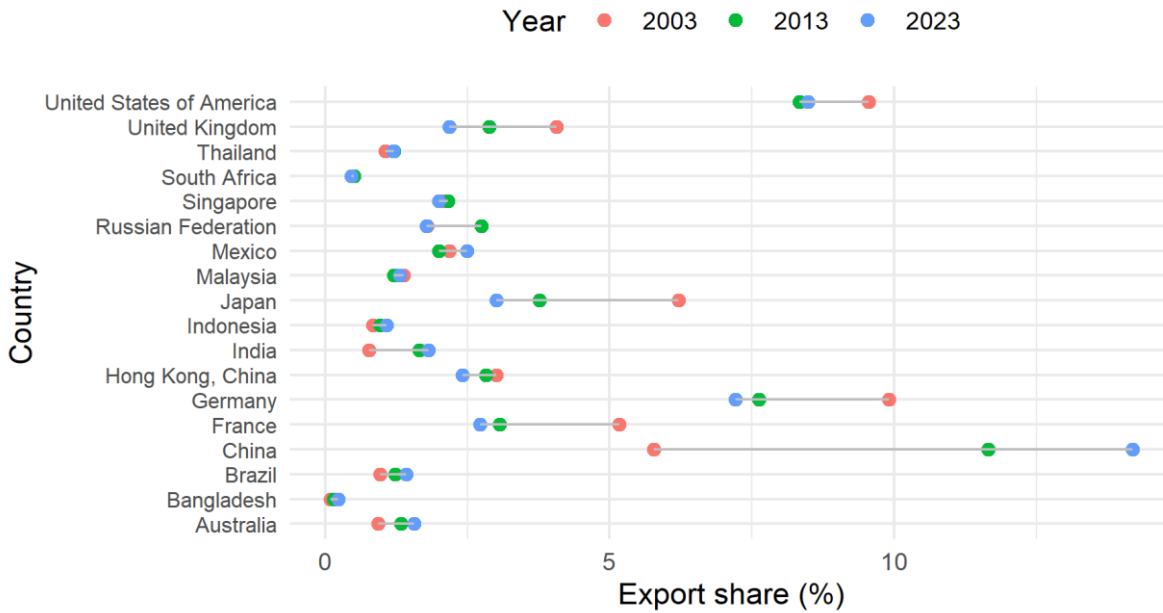 Year 2003 2013 2023
United States of America
United Kingdom
Thailand
South Africa
Singapore
Russian Federation
Mexico
Malaysia
Japan
Indonesia
India
Hong Kong, China
Germany
France
China
Brazil
Bangladesh
Australia
Country
0 5 10
Export share (%)